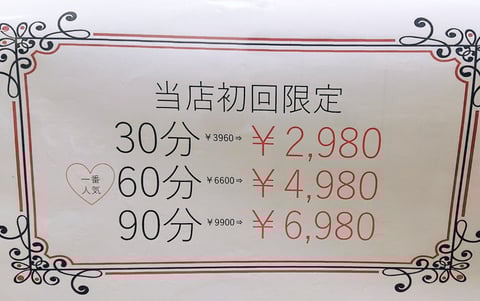 当店初回限定
30分 ￥3960⇒ ￥2,980
一番
人気
60分 ￥6600⇒ ￥4,980
90分 ￥9900⇒ ￥6,980